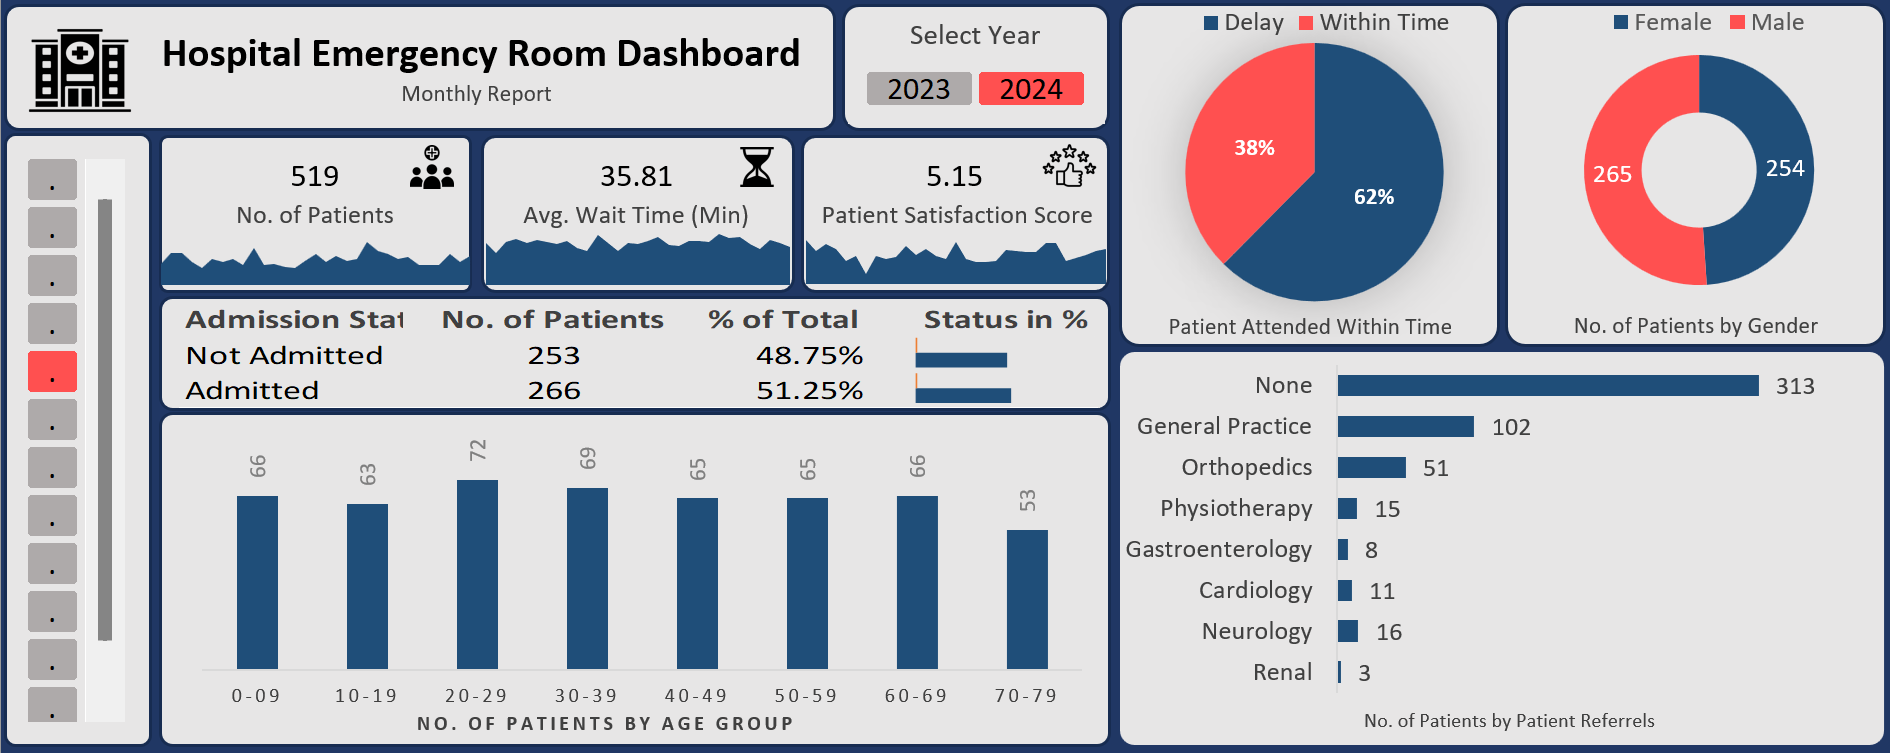 Hospital Emergency Room Dashboard
Monthly Report
Select Year
2023 2024
.
.
.
.
.
.
.
.
.
.
.
.
519
No. of Patients
35.81
Avg. Wait Time (Min)
5.15
Patient Satisfaction Score
Admission Stat No. of Patients % of Total Status in %
Not Admitted 253 48.75%
Admitted 266 51.25%
66 63 72 69 65 65 66 53
0-09 10-19 20-29 30-39 40-49 50-59 60-69 70-79
NO. OF PATIENTS BY AGE GROUP
Delay Within Time
38%
62%
Patient Attended Within Time
Female Male
265 254
No. of Patients by Gender
None 313
General Practice 102
Orthopedics 51
Physiotherapy 15
Gastroenterology 8
Cardiology 11
Neurology 16
Renal 3
No. of Patients by Patient Referrels